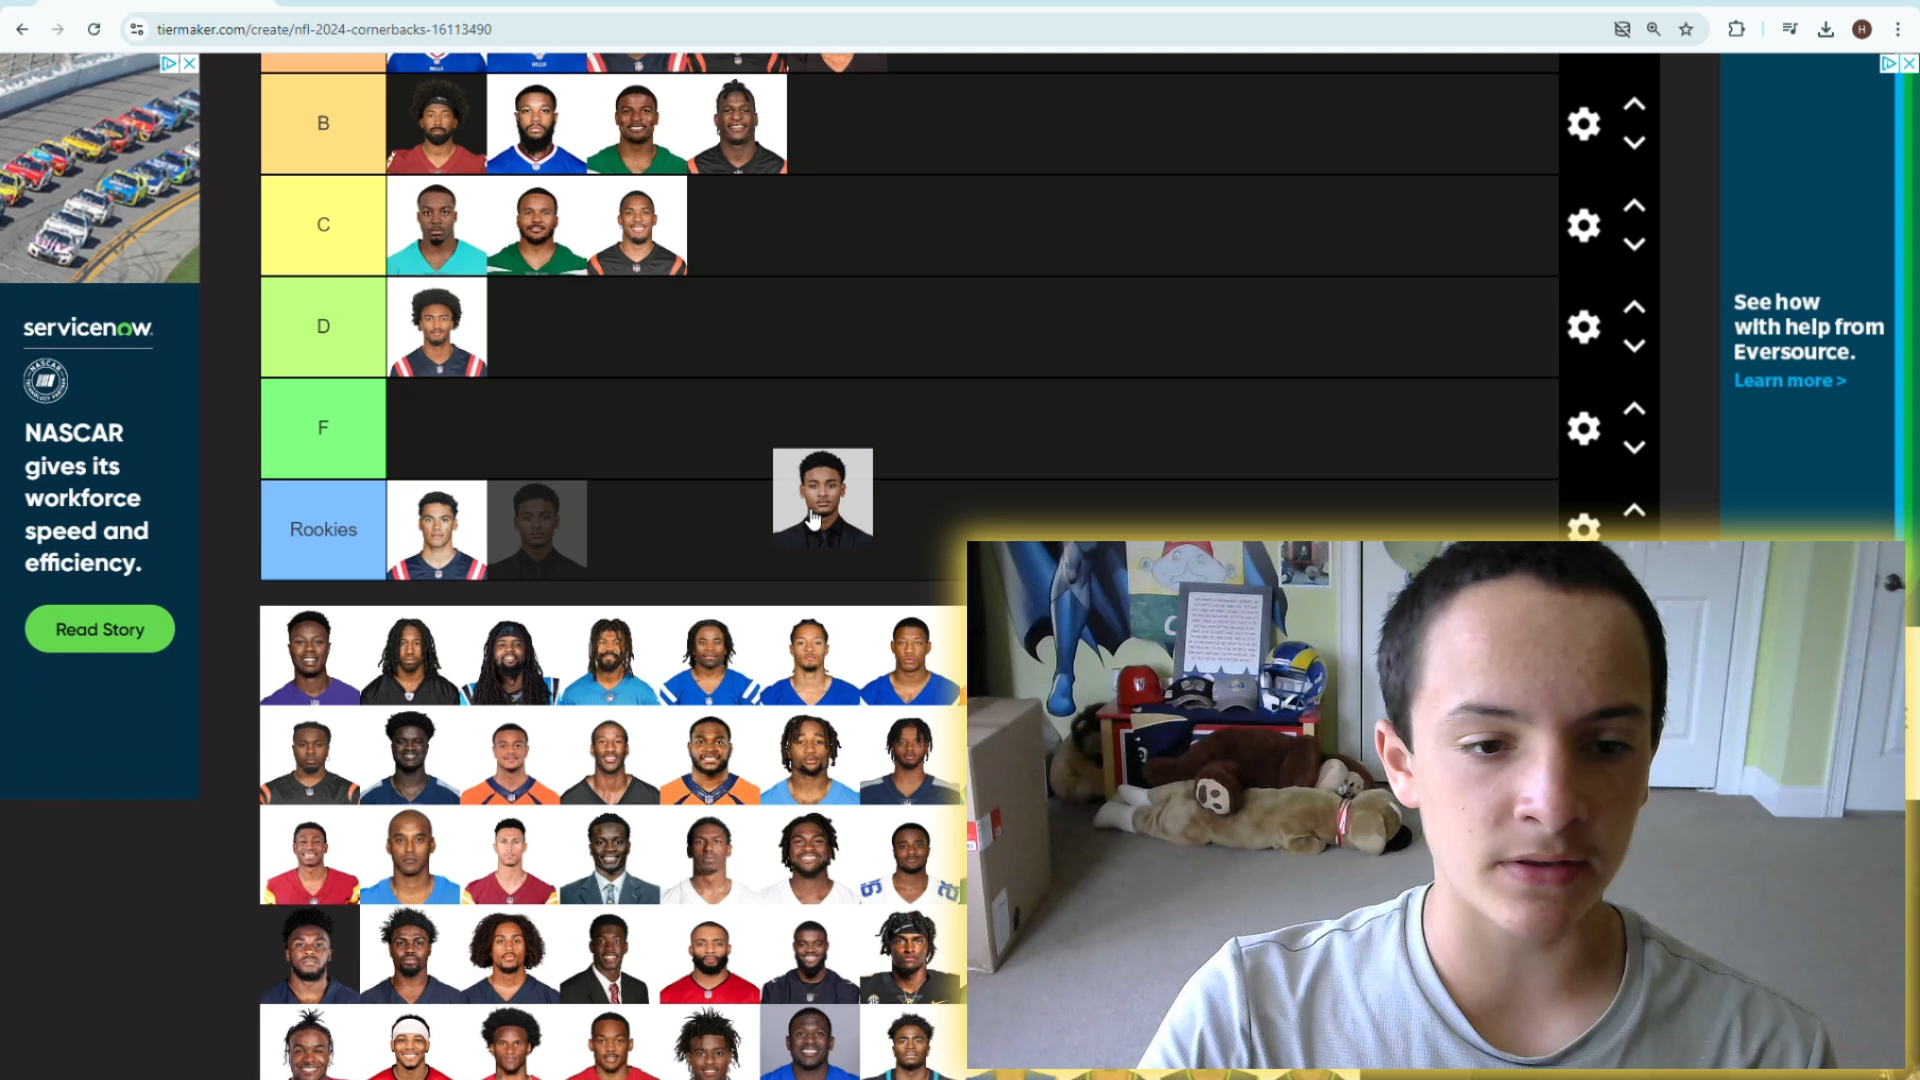 tiermaker.com/create/nfl-2024-cornerbacks-16113490
H
B
C
D
F
Rookies
servicenow.
NASCAR
gives its
workforce
speed and
efficiency.
Read Story
See how
with help from
Eversource.
Learn more >